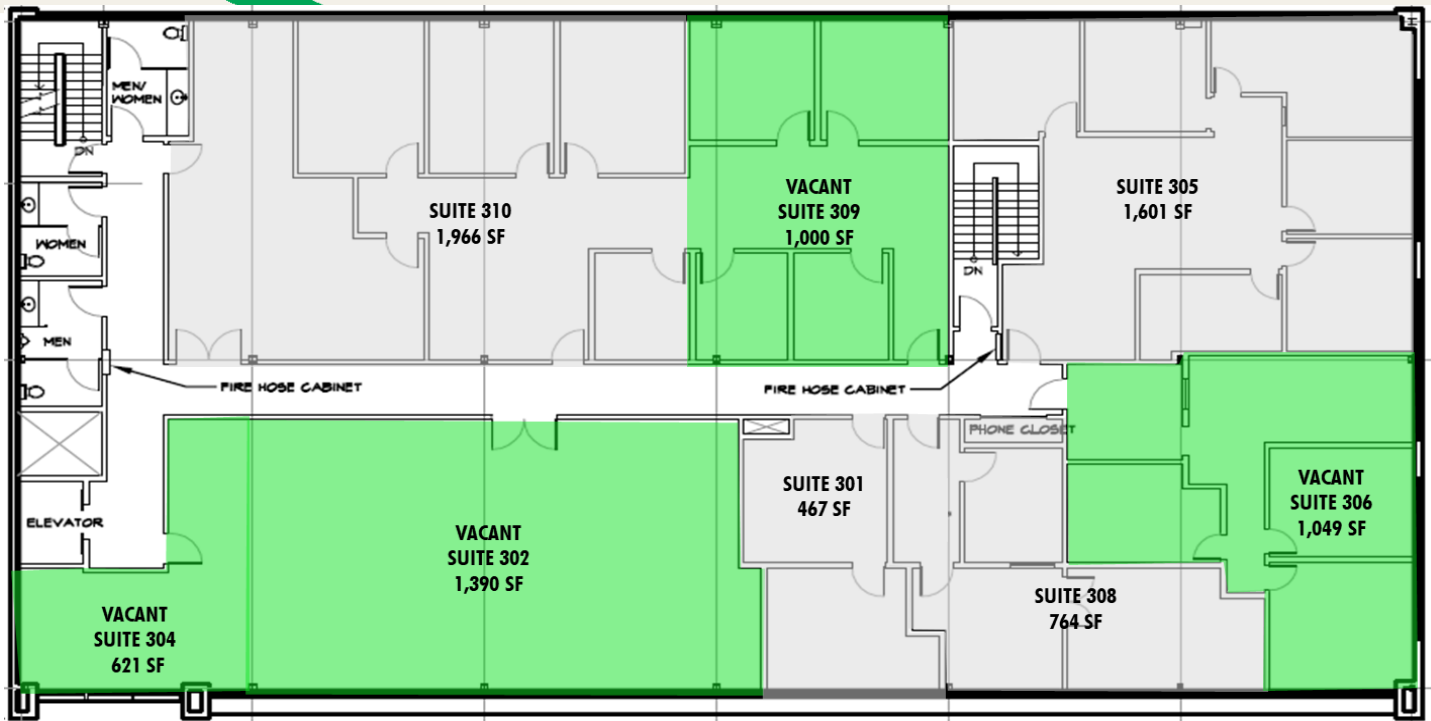 MEN/
WOMEN
DN
WOMEN
MEN
FIRE HOSE CABINET
ELEVATOR
SUITE 310
1,966 SF
VACANT
SUITE 309
1,000 SF
DN
FIRE HOSE CABINET
SUITE 305
1,601 SF
PHONE CLOSET
SUITE 301
467 SF
VACANT
SUITE 306
1,049 SF
VACANT
SUITE 302
1,390 SF
SUITE 308
764 SF
VACANT
SUITE 304
621 SF